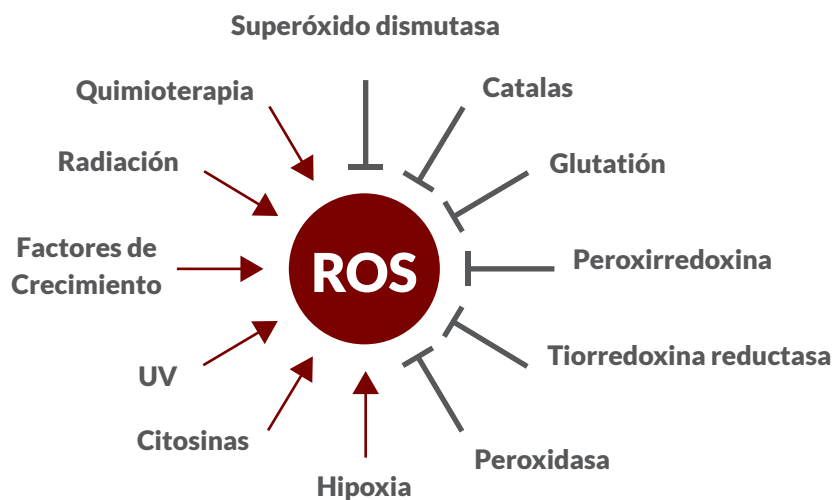 Superóxido dismutasa
Quimioterapia
Catalas
Radiación
Glutatión
Factores de
Crecimiento
ROS
Peroxirredoxina
UV
Tiorredoxina reductasa
Citosinas
Peroxidasa
Hipoxia